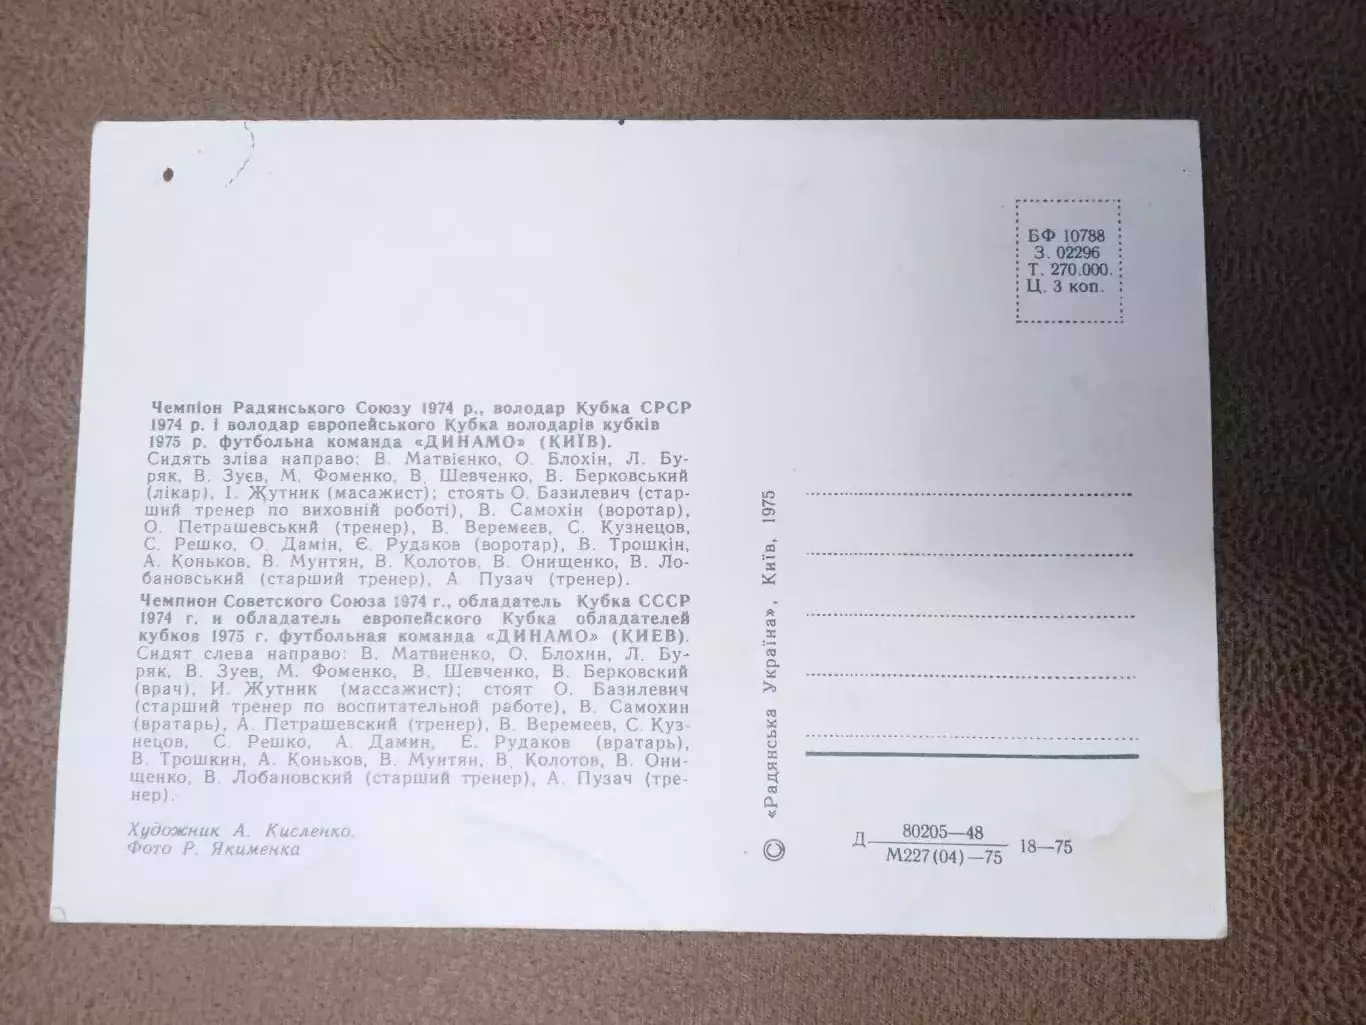 БФ 10788
З. 02296
Т. 270.000.
Ц. 3 коп.
Чемпіон Радянського Союзу 1974 р., володар Кубка СРСР
1974 р. і володар європейського Кубка володарів кубків
1975 р. футбольна команда «ДИНАМО» (КИЇВ).
Сидять зліва направо: В. Матвієнко, О. Блохін, Л. Бу-
ряк, В. Зуєв, М. Фоменко, В. Шевченко, В. Берковський
(лікар), І. Жутник (масажист); стоять О. Базилевич (стар-
ший тренер по виховній роботі), В. Самохін (воротар),
О. Петрашевський (тренер), В. Веремєєв, С. Кузнецов,
С. Решко, О. Дамін, Є. Рудаков (воротар), В. Трошкін,
А. Коньков, В. Мунтян, В. Колотов, В. Онищенко, В. Ло-
бановський (старший тренер), А. Пузач (тренер).
Чемпион Советского Союза 1974 г., обладатель Кубка СССР
1974 г. и обладатель европейского Кубка обладателей
кубков 1975 г. футбольная команда «ДИНАМО» (КИЕВ).
Сидят слева направо: В. Матвиенко, О. Блохин, Л. Бу-
ряк, В. Зуев, М. Фоменко, В. Шевченко, В. Берковский
(врач), И. Жутник (массажист); стоят О. Базилевич
(старший тренер по воспитательной работе), В. Самохин
(вратарь), А. Петрашевский (тренер), В. Веремеев, С. Куз-
нецов, С. Решко, А. Дамин, Е. Рудаков (вратарь),
В. Трошкин, А. Коньков, В. Мунтян, В. Колотов, В. Они-
щенко, В. Лобановский (старший тренер), А. Пузач (тре-
нер).
Художник А. Кисленко.
Фото Р. Якименка
© «Радянська Україна», Київ, 1975
Д 80205—48
М227(04)—75 18—75